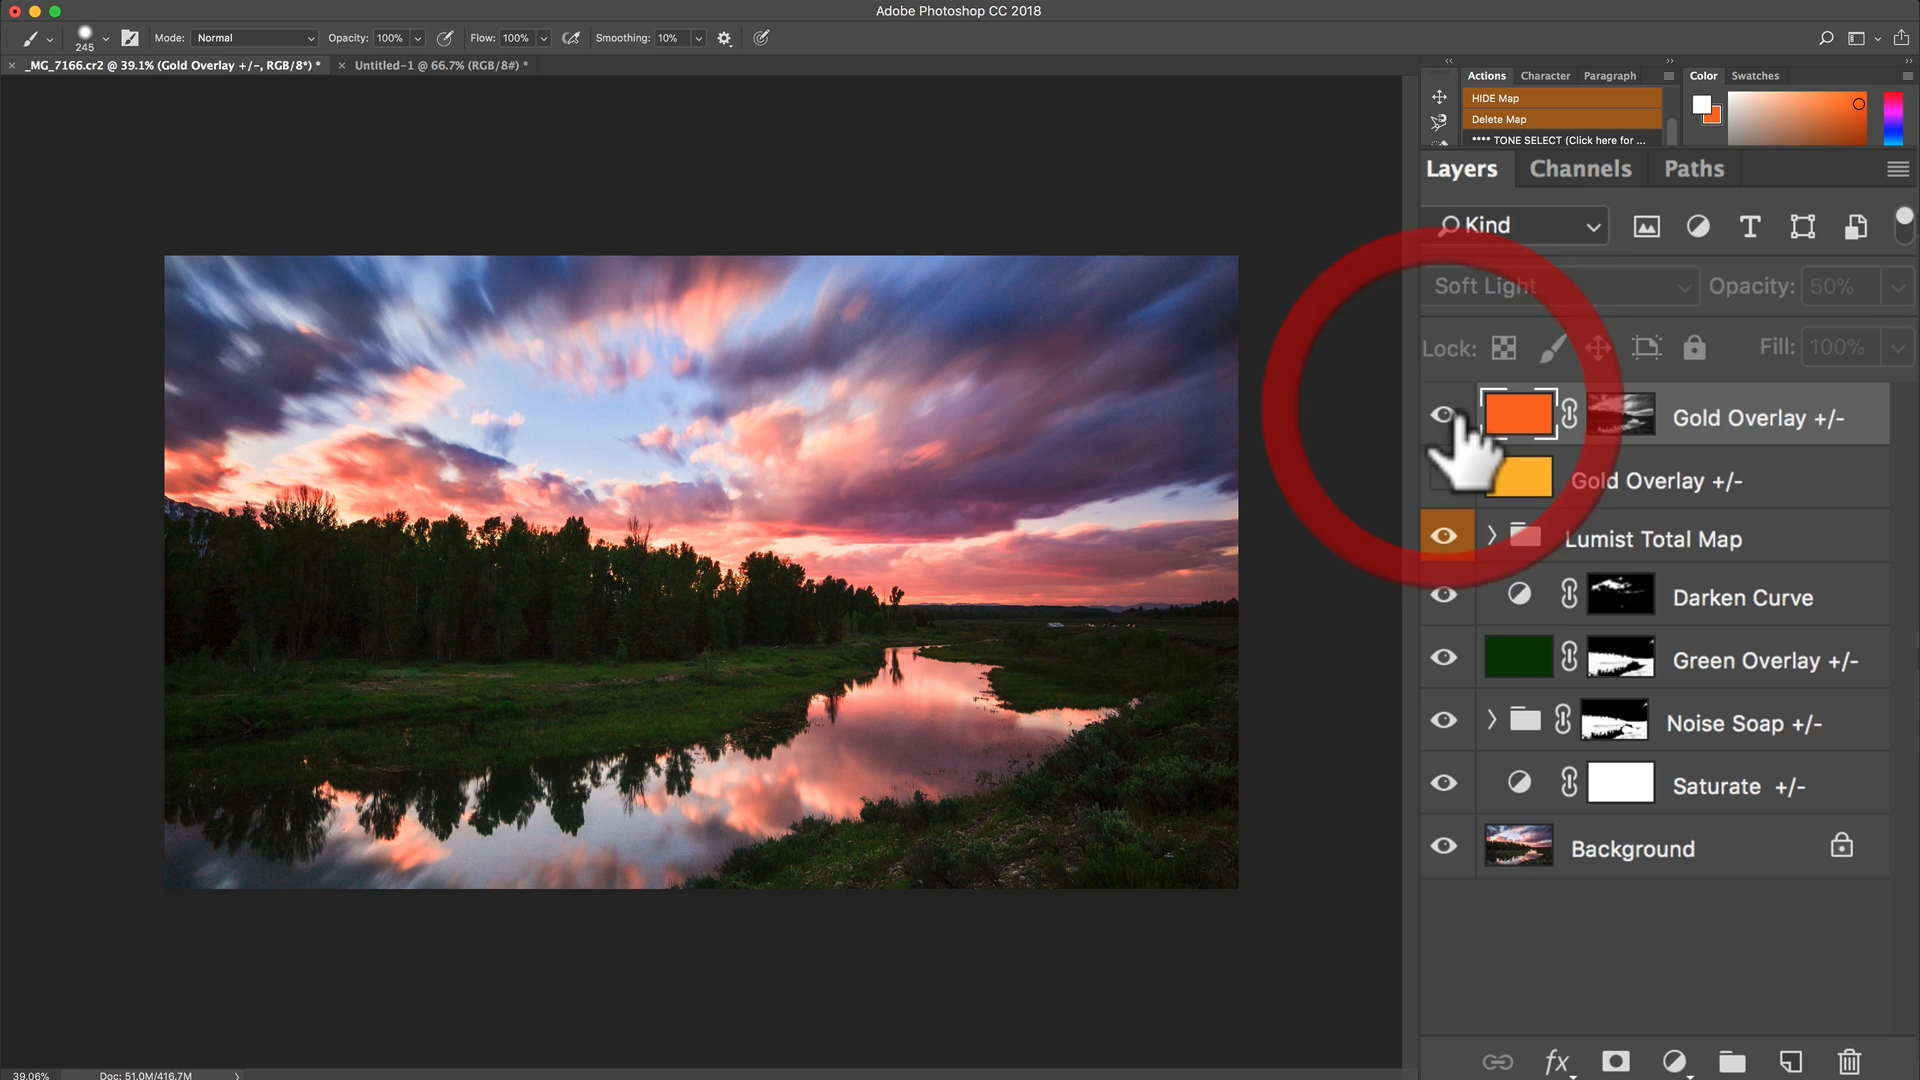 Adobe Photoshop CC 2018
245 Mode: Normal Opacity: 100% Flow: 100% Smoothing: 10%
× _MG_7166.cr2 @ 39.1% (Gold Overlay +/-, RGB/8*) * × Untitled-1 @ 66.7% (RGB/8#) *
Actions Character Paragraph
Color Swatches
HIDE Map
Delete Map
**** TONE SELECT (Click here for ...
Layers Channels Paths
Kind
Soft Light Opacity: 50%
Lock: Fill: 100%
Gold Overlay +/-
Gold Overlay +/-
Lumist Total Map
Darken Curve
Green Overlay +/-
Noise Soap +/-
Saturate +/-
Background
fx
39.06% Doc: 51.0M/416.7M